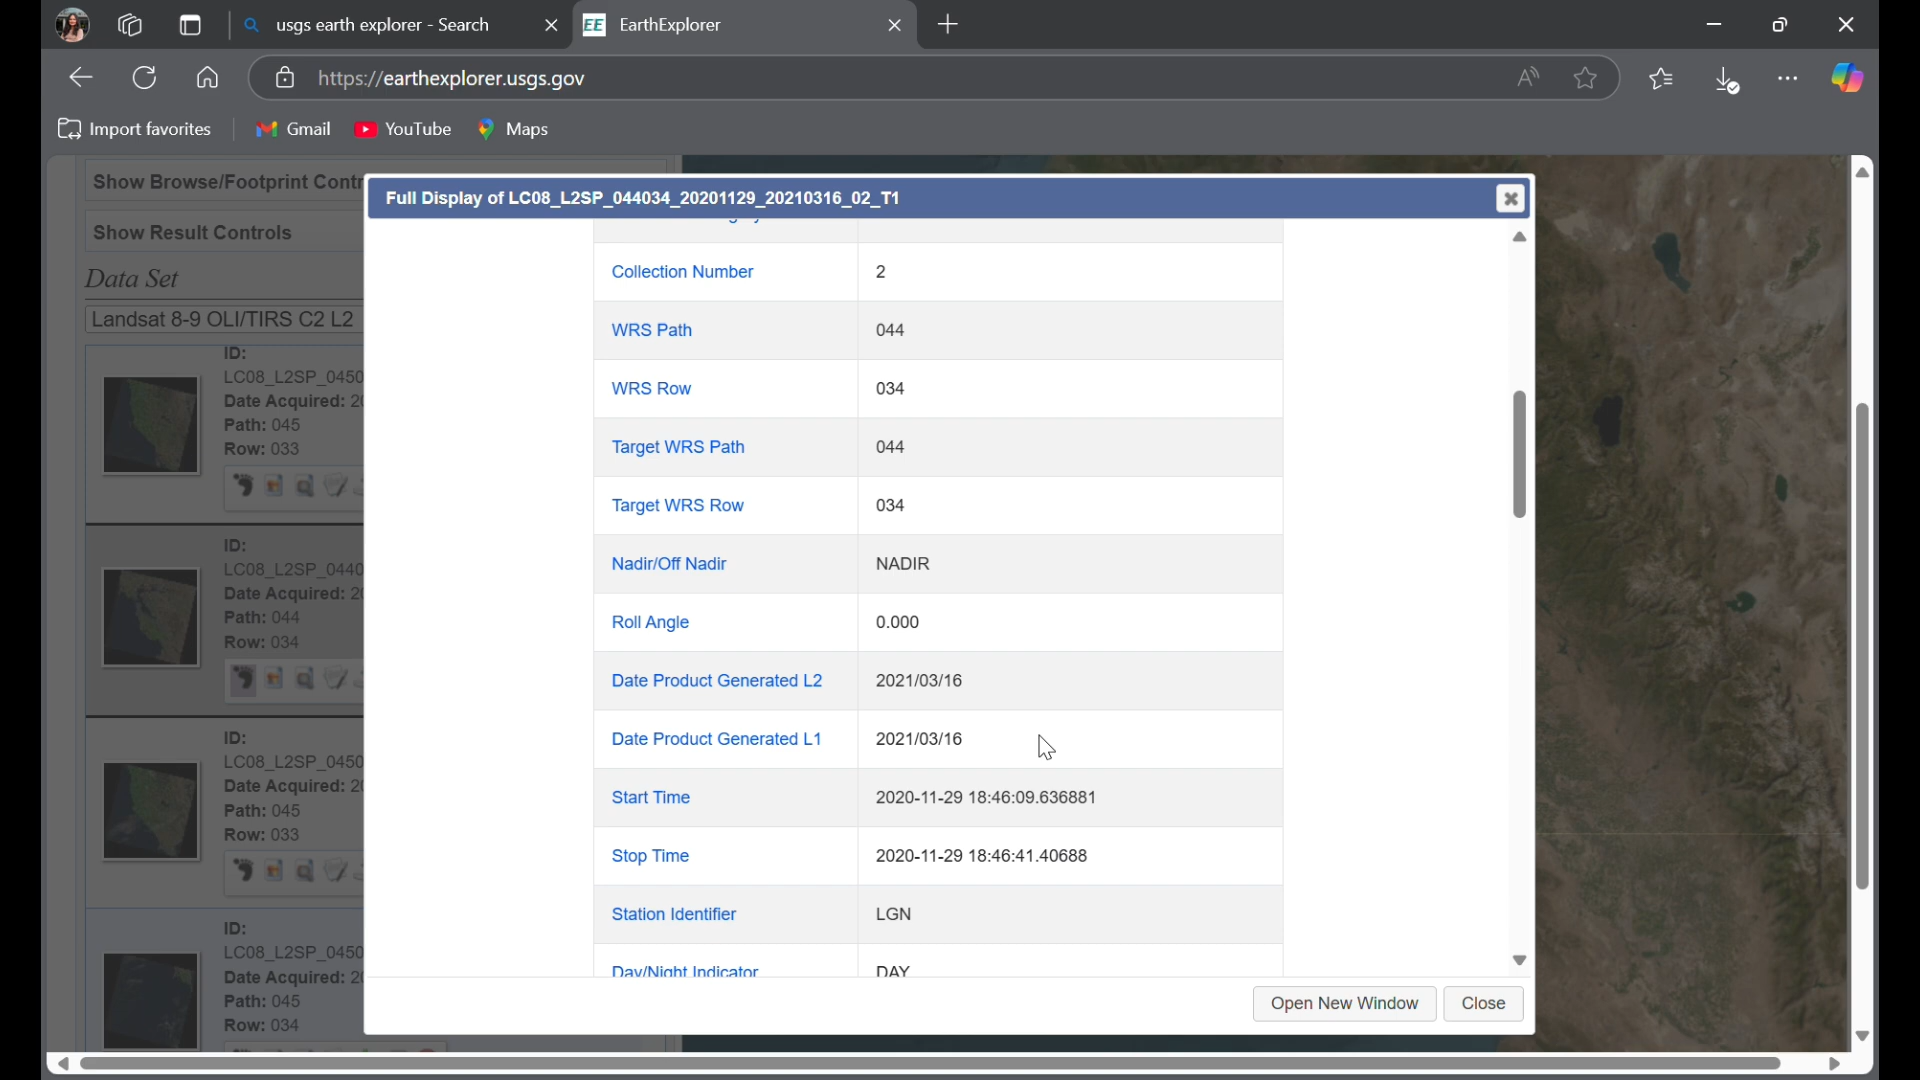 usgs earth explorer - Search
EE EarthExplorer
https://earthexplorer.usgs.gov
Import favorites
Gmail
YouTube
Maps
Show Browse/Footprint Contr
Show Result Controls
Data Set
Landsat 8-9 OLI/TIRS C2 L2
ID:
LC08_L2SP_0450
Date Acquired: 20
Path: 045
Row: 033
ID:
LC08_L2SP_0440
Date Acquired: 20
Path: 044
Row: 034
ID:
LC08_L2SP_0450
Date Acquired: 20
Path: 045
Row: 033
ID:
LC08_L2SP_0450
Date Acquired: 20
Path: 045
Row: 034
Full Display of LC08_L2SP_044034_20201129_20210316_02_T1
Collection Number 2
WRS Path 044
WRS Row 034
Target WRS Path 044
Target WRS Row 034
Nadir/Off Nadir NADIR
Roll Angle 0.000
Date Product Generated L2 2021/03/16
Date Product Generated L1 2021/03/16
Start Time 2020-11-29 18:46:09.636881
Stop Time 2020-11-29 18:46:41.40688
Station Identifier LGN
Day/Night Indicator DAY
Open New Window
Close